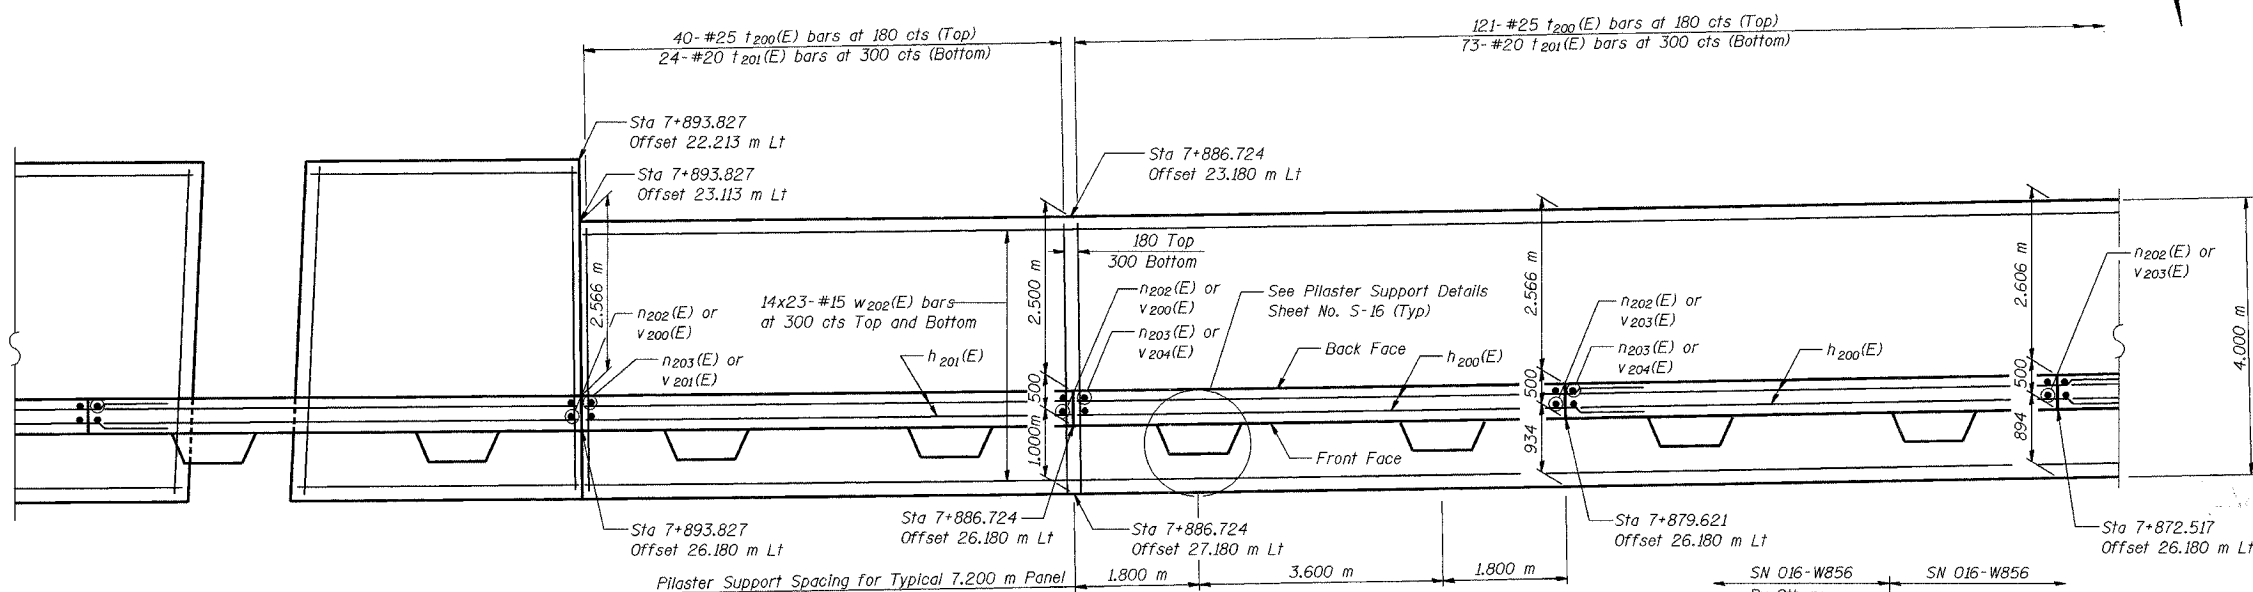 40-#25 t200(E) bars at 180 cts (Top)
24-#20 t201(E) bars at 300 cts (Bottom)
121-#25 t200(E) bars at 180 cts (Top)
73-#20 t201(E) bars at 300 cts (Bottom)
Sta 7+893.827
Offset 22.213 m Lt
Sta 7+893.827
Offset 23.113 m Lt
Sta 7+886.724
Offset 23.180 m Lt
2.566 m
n202(E) or
v200(E)
n203(E) or
v201(E)
14x23-#15 w202(E) bars
at 300 cts Top and Bottom
h201(E)
2.500 m
500
1.000m
180 Top
300 Bottom
n202(E) or
v200(E)
n203(E) or
v204(E)
See Pilaster Support Details
Sheet No. S-16 (Typ)
Back Face
h200(E)
Front Face
2.566 m
500
934
n202(E) or
v203(E)
n203(E) or
v204(E)
h200(E)
2.606 m
500
894
n202(E) or
v203(E)
4.000 m
Sta 7+893.827
Offset 26.180 m Lt
Sta 7+886.724
Offset 26.180 m Lt
Sta 7+886.724
Offset 27.180 m Lt
Sta 7+879.621
Offset 26.180 m Lt
Sta 7+872.517
Offset 26.180 m Lt
Pilaster Support Spacing for Typical 7.200 m Panel
1.800 m
3.600 m
1.800 m
SN 016-W856
SN 016-W856